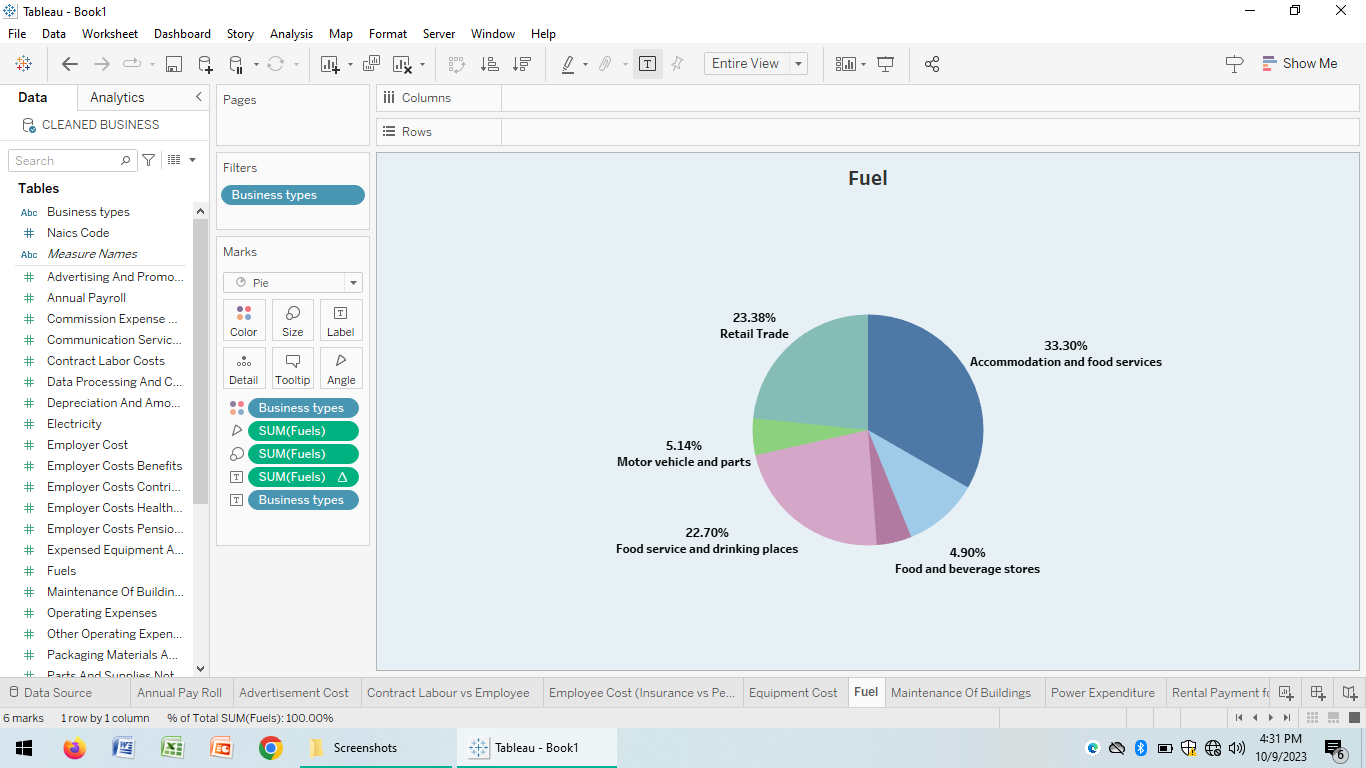 Tableau - Book1
File Data Worksheet Dashboard Story Analysis Map Format Server Window Help
Entire View
Show Me
Data Analytics
CLEANED BUSINESS
Search
Tables
Abc Business types
# Naics Code
Abc Measure Names
# Advertising And Promo...
# Annual Payroll
# Commission Expense ...
# Communication Servic...
# Contract Labor Costs
# Data Processing And C...
# Depreciation And Amo...
# Electricity
# Employer Cost
# Employer Costs Benefits
# Employer Costs Contri...
# Employer Costs Health...
# Employer Costs Pensio...
# Expensed Equipment A...
# Fuels
# Maintenance Of Buildin...
# Operating Expenses
# Other Operating Expen...
# Packaging Materials A...
# Parts And Supplies Not
Pages
Filters
Business types
Marks
Pie
Color Size Label
Detail Tooltip Angle
Business types
SUM(Fuels)
SUM(Fuels)
T SUM(Fuels) Δ
T Business types
Columns
Rows
Fuel
23.38%
Retail Trade
33.30%
Accommodation and food services
5.14%
Motor vehicle and parts
22.70%
Food service and drinking places
4.90%
Food and beverage stores
Data Source Annual Pay Roll Advertisement Cost Contract Labour vs Employee Employee Cost (Insurance vs Pe... Equipment Cost Fuel Maintenance Of Buildings Power Expenditure Rental Payment fo
6 marks 1 row by 1 column % of Total SUM(Fuels): 100.00%
Screenshots
Tableau - Book1
4:31 PM
10/9/2023
6